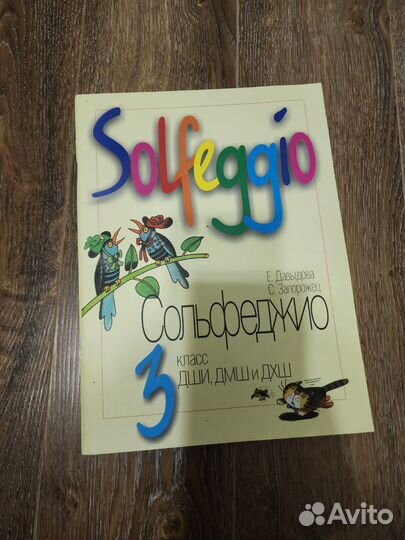 Solfeggio
Е. Давыдова
С. Запорожец
Сольфеджио
3 класс
ДШИ, ДМШ и ДХШ
Avito